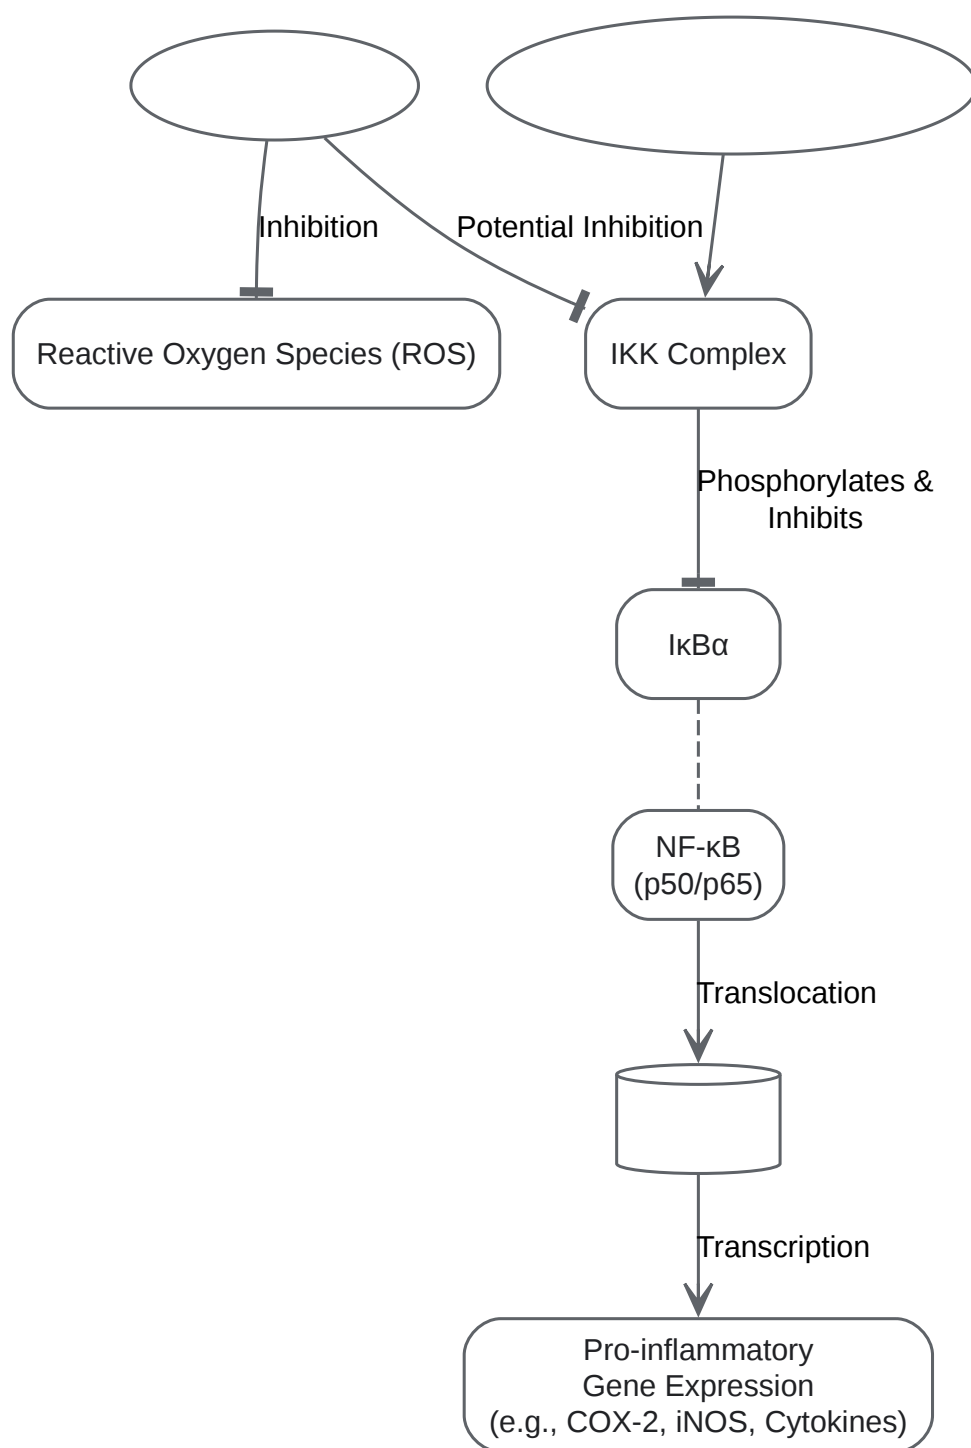 Inhibition
Potential Inhibition
Reactive Oxygen Species (ROS)
IKK Complex
Phosphorylates &
Inhibits
IκBα
NF-κB
(p50/p65)
Translocation
Transcription
Pro-inflammatory
Gene Expression
(e.g., COX-2, iNOS, Cytokines)